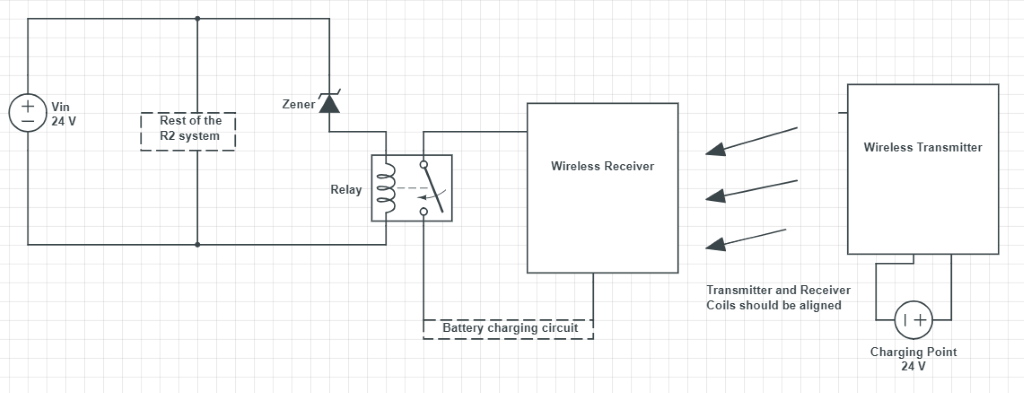 Vin
24 V
Rest of the
R2 system
Zener
Relay
Wireless Receiver
Wireless Transmitter
Transmitter and Receiver
Coils should be aligned
Battery charging circuit
Charging Point
24 V